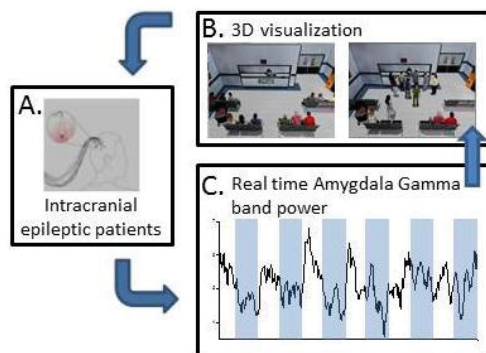 B. 3D visualization
A.
Intracranial
epileptic patients
C. Real time Amygdala Gamma
band power